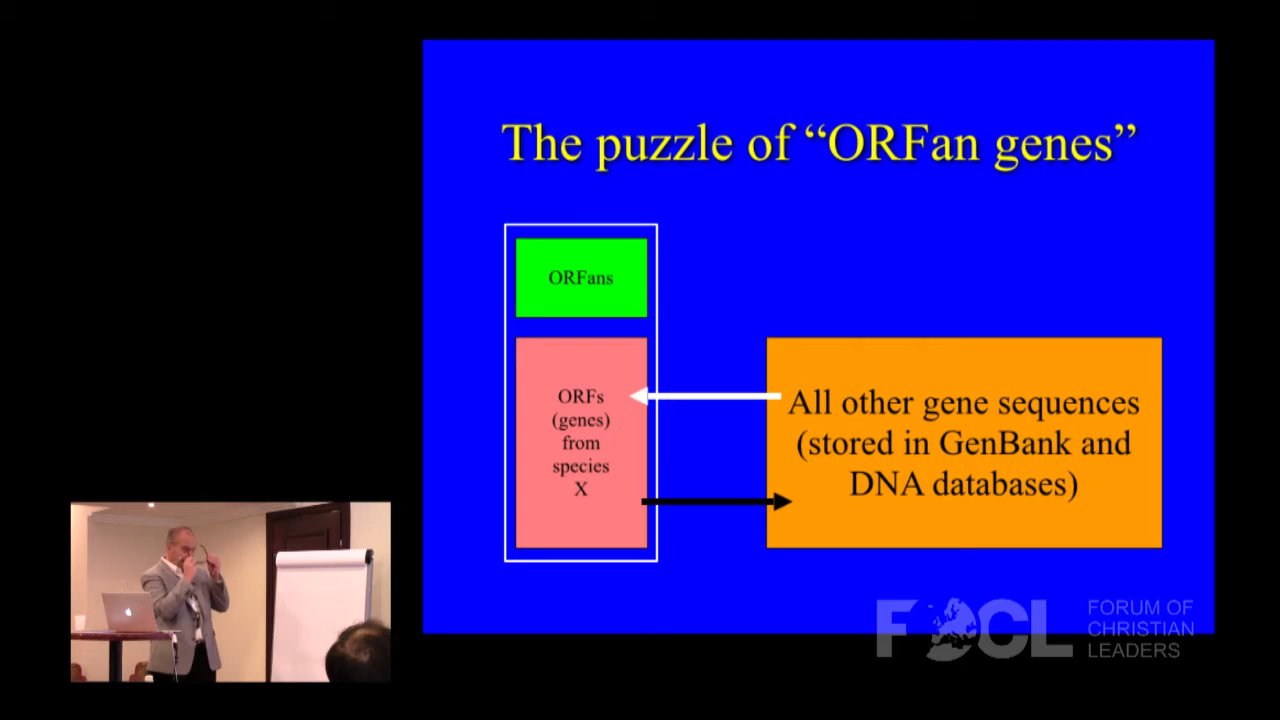 The puzzle of “ORFan genes”
ORFans
ORFs
(genes)
from
species
X
All other gene sequences
(stored in GenBank and
DNA databases)
FOCL
FORUM OF
CHRISTIAN
LEADERS